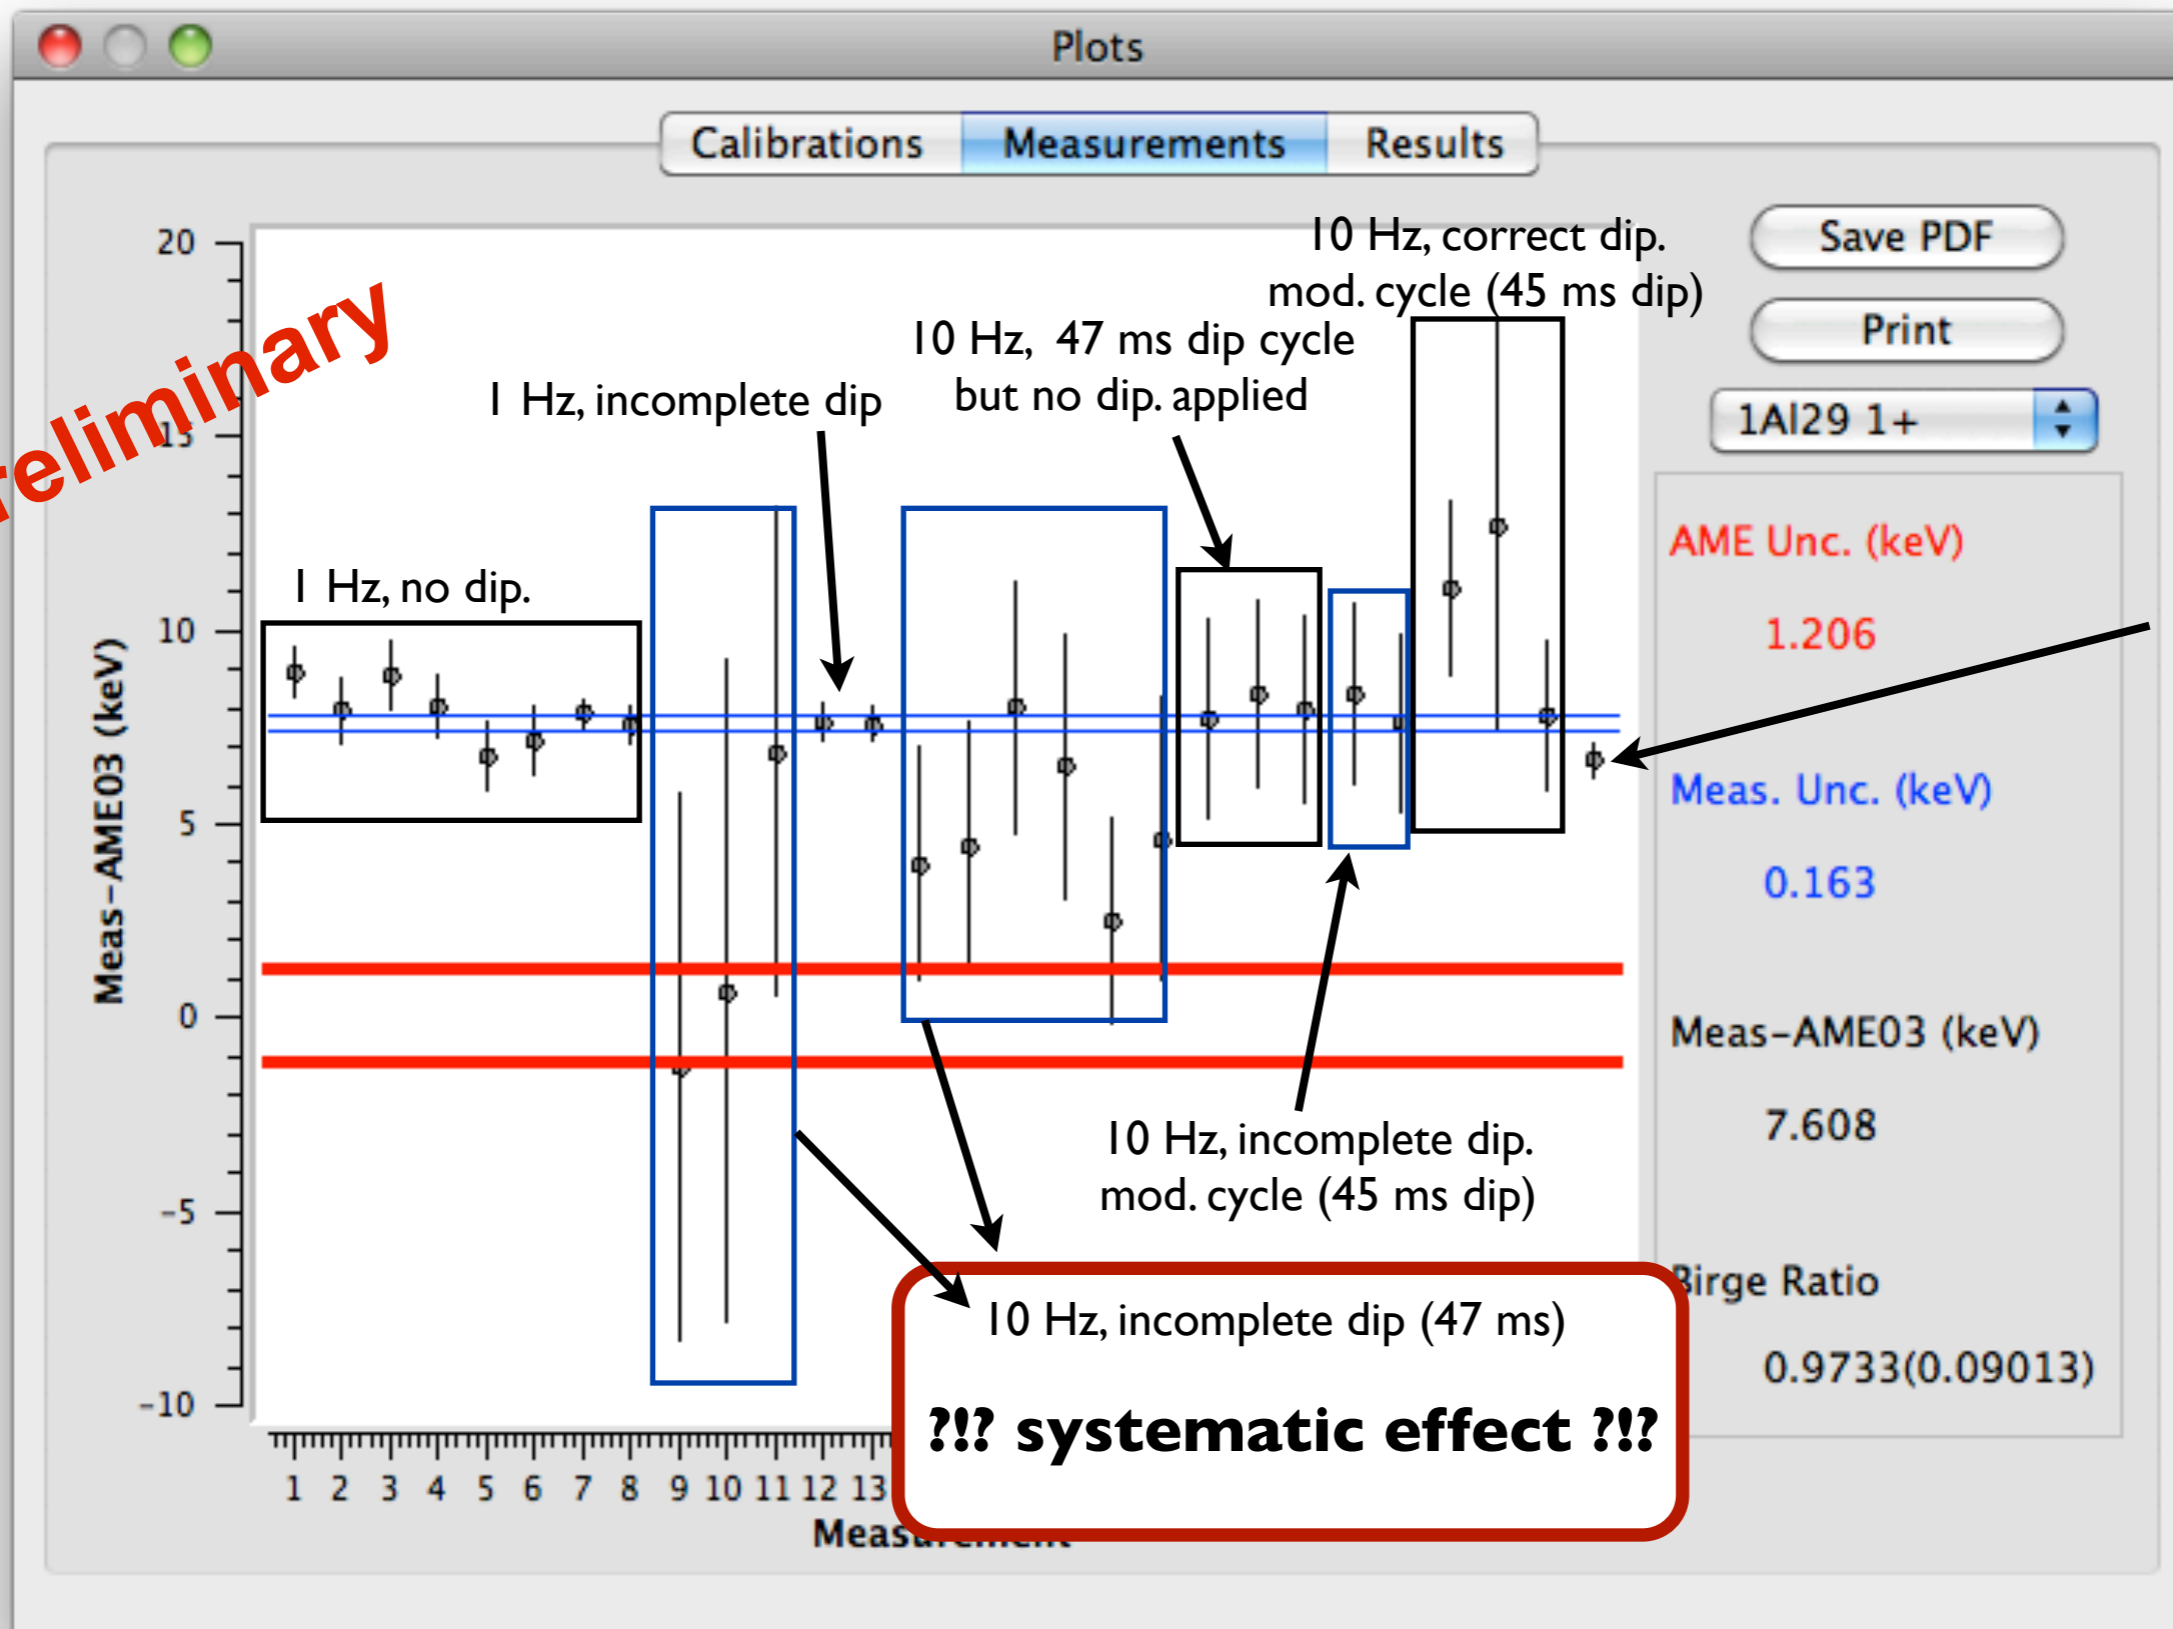 Plots
Calibrations Measurements Results
Save PDF
Print
1Al29 1+
AME Unc. (keV)
1.206
Meas. Unc. (keV)
0.163
Meas-AME03 (keV)
7.608
Birge Ratio
0.9733(0.09013)
reliminary
10 Hz, correct dip.
mod. cycle (45 ms dip)
10 Hz, 47 ms dip cycle
but no dip. applied
1 Hz, incomplete dip
1 Hz, no dip.
10 Hz, incomplete dip.
mod. cycle (45 ms dip)
10 Hz, incomplete dip (47 ms)
?!? systematic effect ?!?
Meas-AME03 (keV)
20
15
10
5
0
-5
-10
1 2 3 4 5 6 7 8 9 10 11 12 13
Measurement